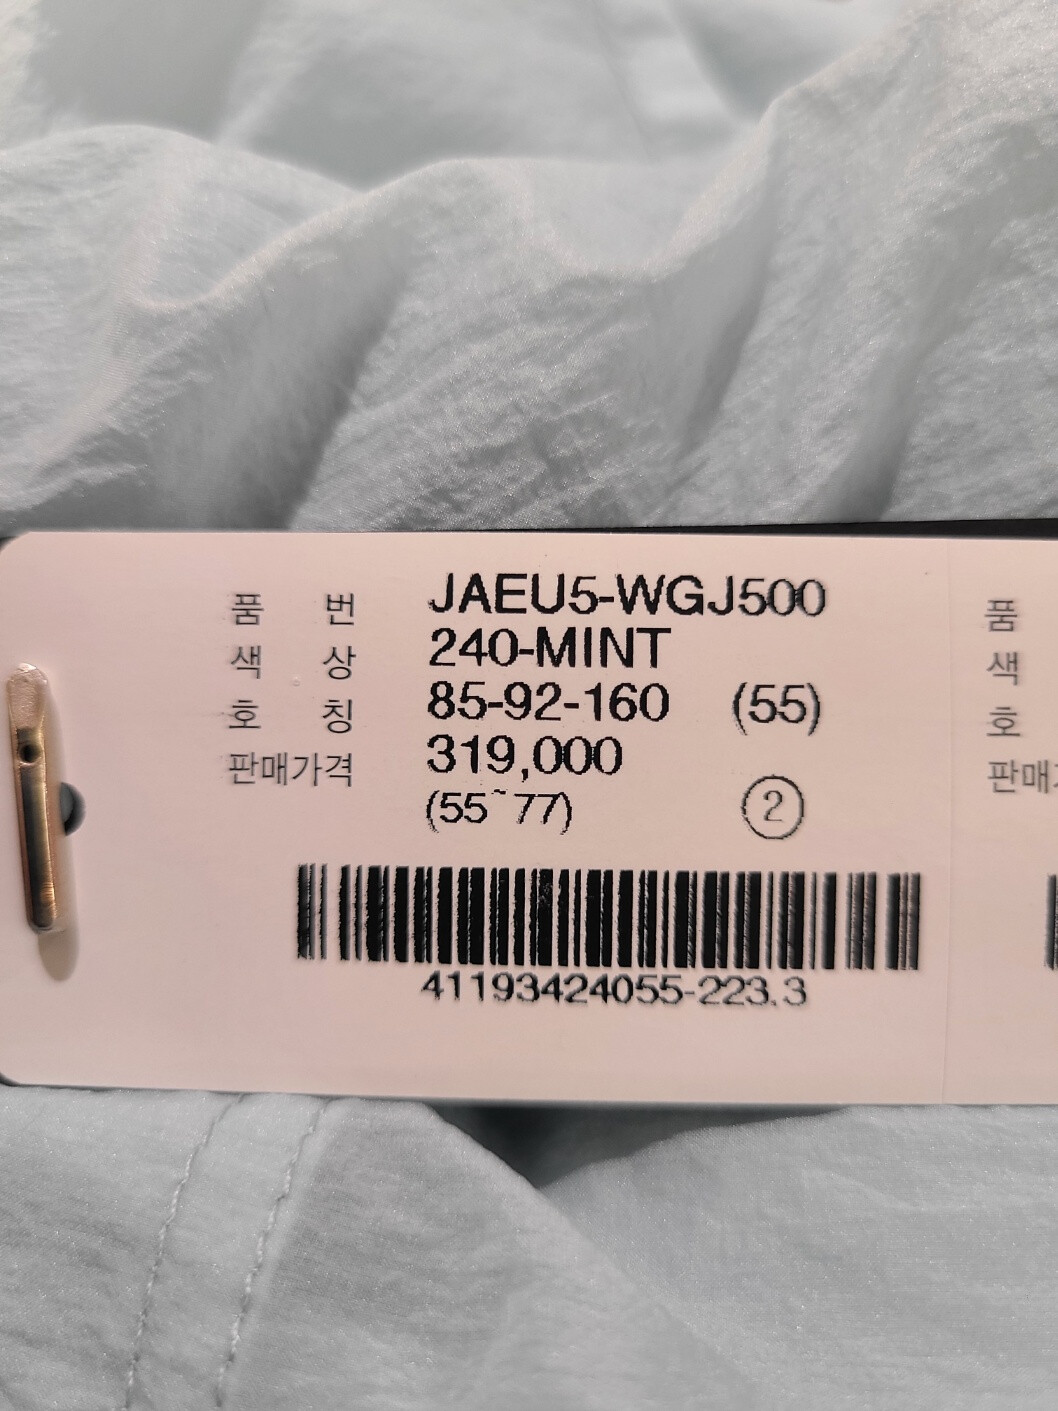 품 번 JAEU5-WGJ500
색 상 240-MINT
호 칭 85-92-160 (55)
판매가격 319,000
(55~77) ②
41193424055-223.3
품
색
호
판매